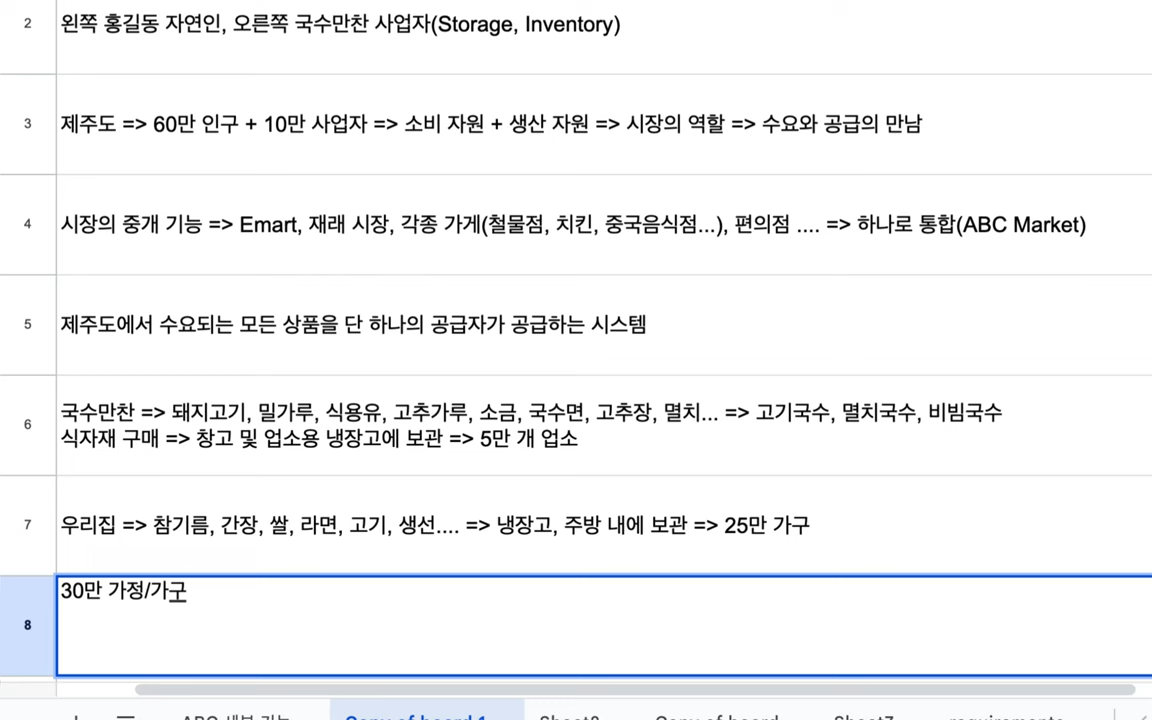 2
왼쪽 홍길동 자연인, 오른쪽 국수만찬 사업자(Storage, Inventory)
3
제주도 => 60만 인구 + 10만 사업자 => 소비 자원 + 생산 자원 => 시장의 역할 => 수요와 공급의 만남
4
시장의 중개 기능 => Emart, 재래 시장, 각종 가게(철물점, 치킨, 중국음식점...), 편의점 .... => 하나로 통합(ABC Market)
5
제주도에서 수요되는 모든 상품을 단 하나의 공급자가 공급하는 시스템
6
국수만찬 => 돼지고기, 밀가루, 식용유, 고추가루, 소금, 국수면, 고추장, 멸치... => 고기국수, 멸치국수, 비빔국수
식자재 구매 => 창고 및 업소용 냉장고에 보관 => 5만 개 업소
7
우리집 => 참기름, 간장, 쌀, 라면, 고기, 생선.... => 냉장고, 주방 내에 보관 => 25만 가구
8
30만 가정/가구
Copy of board 1 Copy of board Sheet7 requirements